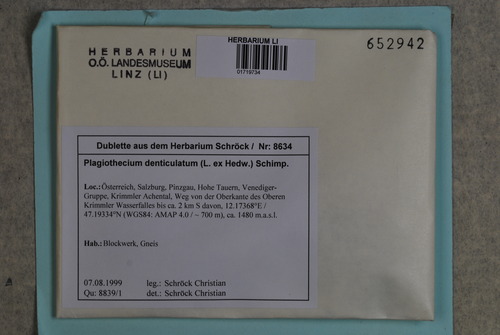 HERBARIUM
O.Ö. LANDESMUSEUM
LINZ (LI)
HERBARIUM LI
01719734
652942
Dublette aus dem Herbarium Schröck / Nr: 8634
Plagiothecium denticulatum (L. ex Hedw.) Schimp.
Loc.:Österreich, Salzburg, Pinzgau, Hohe Tauern, Venediger-
Gruppe, Krimmler Achental, Weg von der Oberkante des Oberen
Krimmler Wasserfalles bis ca. 2 km S davon, 12.17368°E /
47.19334°N (WGS84: AMAP 4.0 / ~ 700 m), ca. 1480 m.a.s.l.
Hab.:Blockwerk, Gneis
07.08.1999 leg.: Schröck Christian
Qu: 8839/1 det.: Schröck Christian